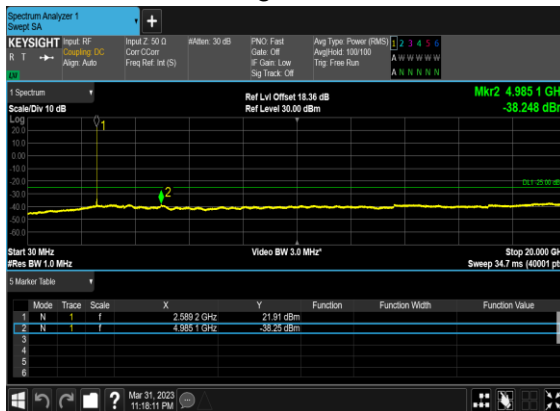 Spectrum Analyzer 1
Swept SA
+
KEYSIGHT Input: RF Input Z: 50 Ω #Atten: 30 dB PNO: Fast Avg Type: Power (RMS) 1 2 3 4 5 6
R T Coupling: DC Corr CCorr Gate: Off Avg|Hold: 100/100 A W W W W W
Align: Auto Freq Ref: Int (S) IF Gain: Low Trig: Free Run
Sig Track: Off A N N N N N
1 Spectrum
Scale/Div 10 dB Ref Lvl Offset 18.36 dB Mkr2 4.985 1 GH
Ref Level 30.00 dBm -38.248 dBr
Log
20.0
10.0
0.00
-10.0
-20.0
-30.0
-40.0
-50.0
-60.0
1
2
Start 30 MHz Video BW 3.0 MHz* Stop 20.000 GH
#Res BW 1.0 MHz Sweep 34.7 ms (40001 pt
5 Marker Table
Mode Trace Scale X Y Function Function Width Function Value
1 N 1 f 2.589 2 GHz 21.91 dBm
2 N 1 f 4.985 1 GHz -38.25 dBm
3
4
5
6
? Mar 31, 2023
11:18:11 PM